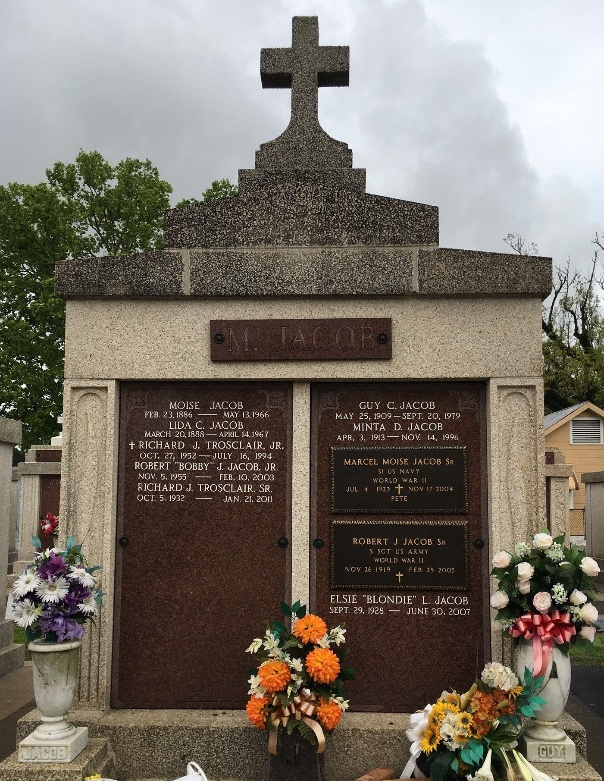 M. JACOB
MOISE JACOB
FEB. 23, 1886 — MAY 13, 1966
LIDA C. JACOB
MARCH 20, 1888 — APRIL 14, 1967
✝ RICHARD J. TROSCLAIR, JR.
OCT. 27, 1952 — JULY 16, 1994
ROBERT "BOBBY" J. JACOB, JR.
NOV. 5, 1955 — FEB. 10, 2003
RICHARD J. TROSCLAIR, SR.
OCT. 5, 1932 — JAN. 21, 2011
GUY C. JACOB
MAY 25, 1909 — SEPT. 20, 1979
MINTA D. JACOB
APR. 3, 1913 — NOV. 14, 1996
MARCEL MOISE JACOB SR
S1 US NAVY
WORLD WAR II
JUL 4 1923 ✝ NOV 17 2004
PETE
ROBERT J JACOB SR
S SGT US ARMY
WORLD WAR II
NOV 26 1919 FEB 25 2005
✝
ELSIE "BLONDIE" L. JACOB
SEPT. 29, 1928 — JUNE 30, 2007
JACOB
GUY